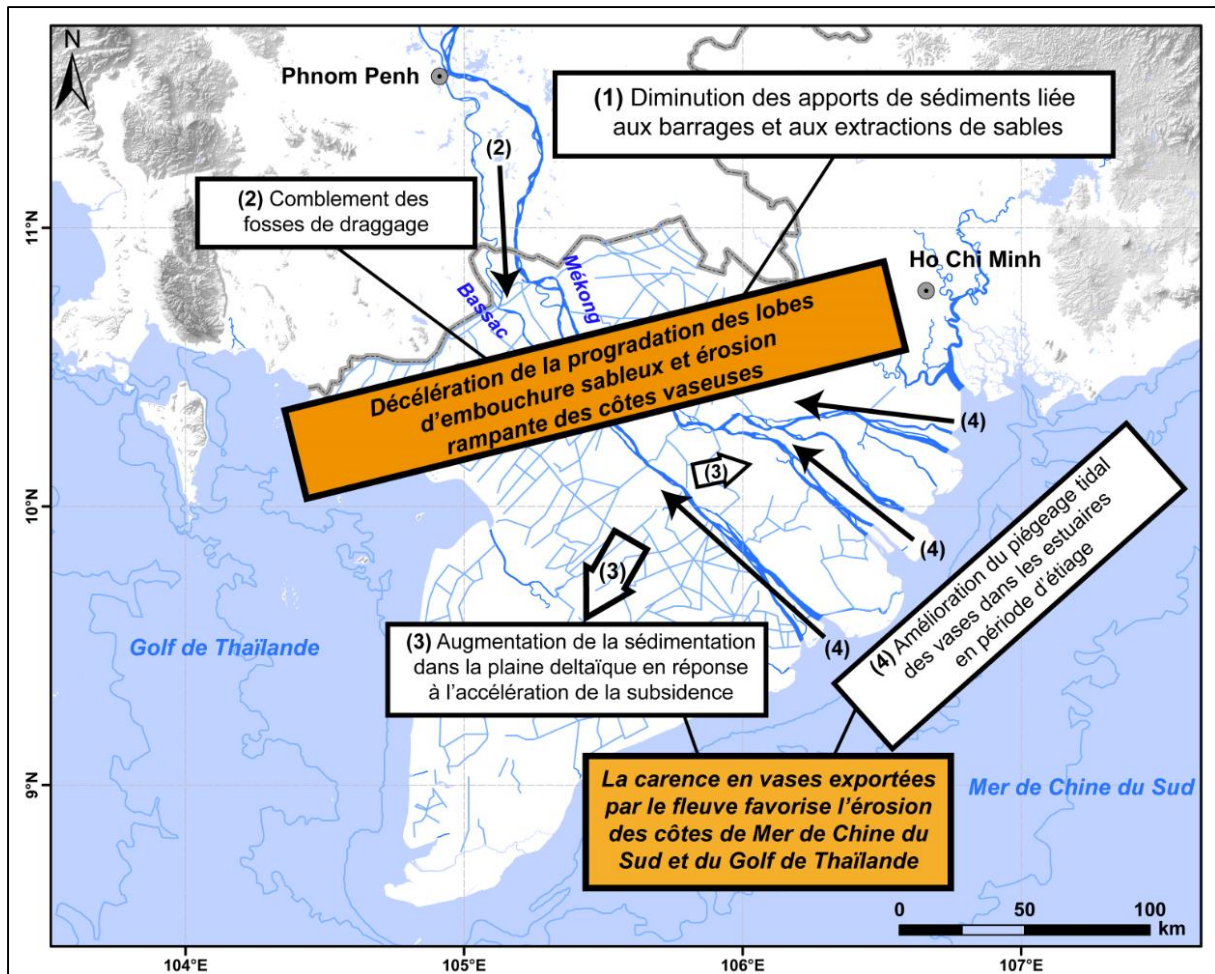 N
Phnom Penh
(1) Diminution des apports de sédiments liée
aux barrages et aux extractions de sables
(2)
(2) Comblement des
fosses de draggage
11°N
Ho Chi Minh
Mékong
Bassac
Décélération de la progradation des lobes
d'embouchure sableux et érosion
rampante des côtes vaseuses
(4)
(3)
10°N
(4)
(3)
(4) Amélioration du piégeage tidal
des vases dans les estuaires
en période d'étiage
(4)
Golf de Thaïlande
(3) Augmentation de la sédimentation
dans la plaine deltaïque en réponse
à l'accélération de la subsidence
9°N
La carence en vases exportées
par le fleuve favorise l'érosion
des côtes de Mer de Chine du
Sud et du Golf de Thaïlande
Mer de Chine du Sud
0 50 100
km
104°E 105°E 106°E 107°E